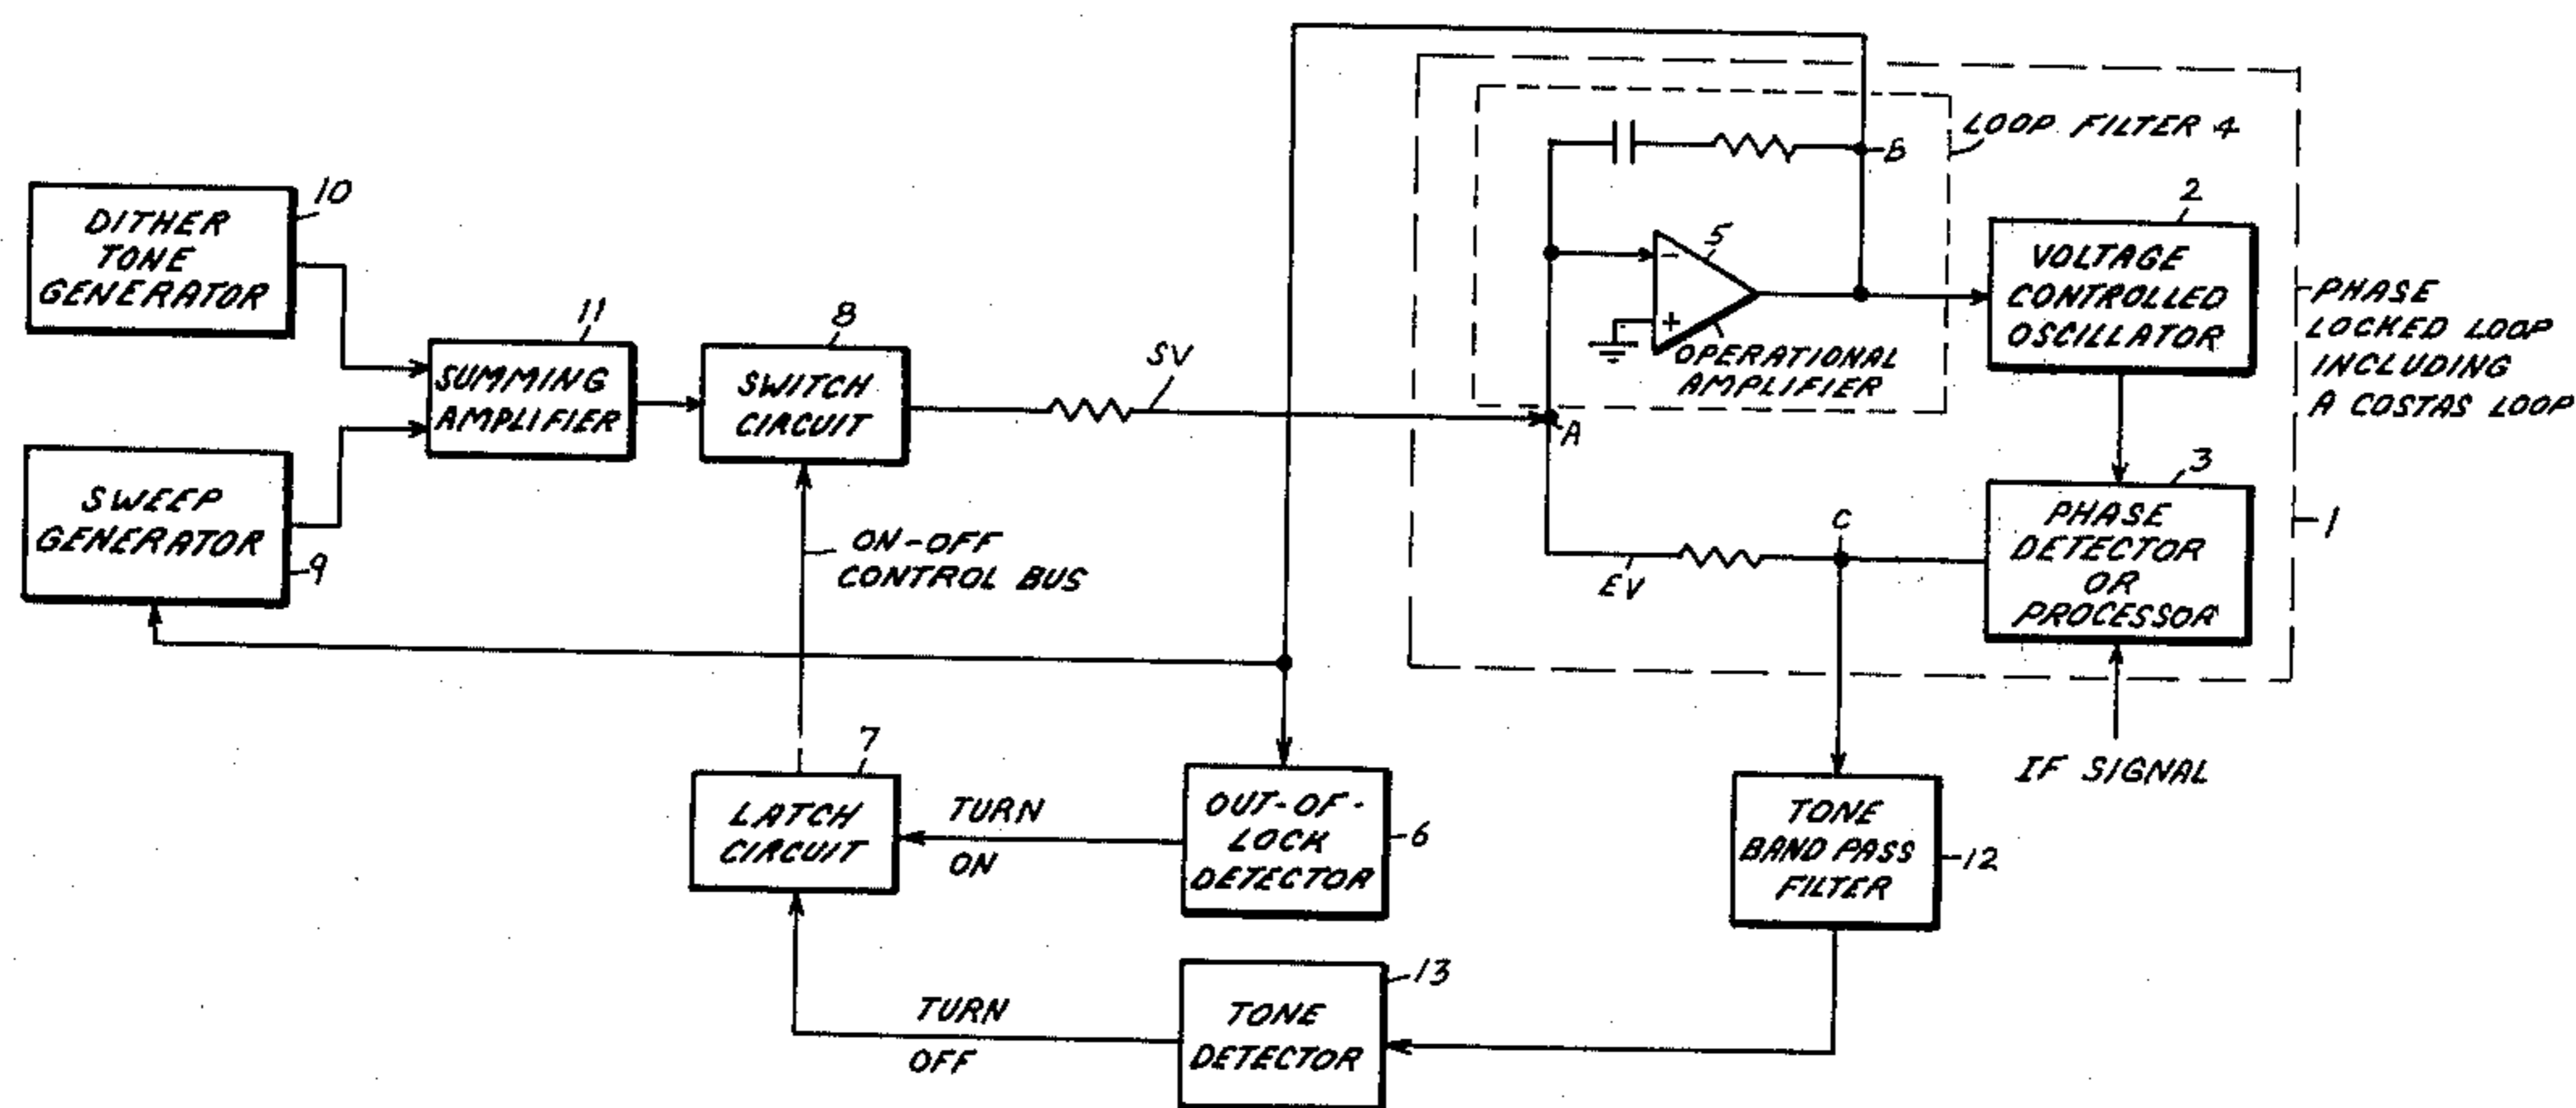 10
DITHER
TONE
GENERATOR
SWEEP
GENERATOR
9
11
SUMMING
AMPLIFIER
8
SWITCH
CIRCUIT
SV
ON-OFF
CONTROL BUS
7
LATCH
CIRCUIT
TURN
ON
OUT-OF-
LOCK
DETECTOR
6
TURN
OFF
13
TONE
DETECTOR
LOOP FILTER 4
B
5
-
+
OPERATIONAL
AMPLIFIER
A
2
VOLTAGE
CONTROLLED
OSCILLATOR
PHASE
LOCKED LOOP
INCLUDING
A COSTAS LOOP
1
3
PHASE
DETECTOR
OR
PROCESSOR
C
EV
IF SIGNAL
TONE
BAND PASS
FILTER
12